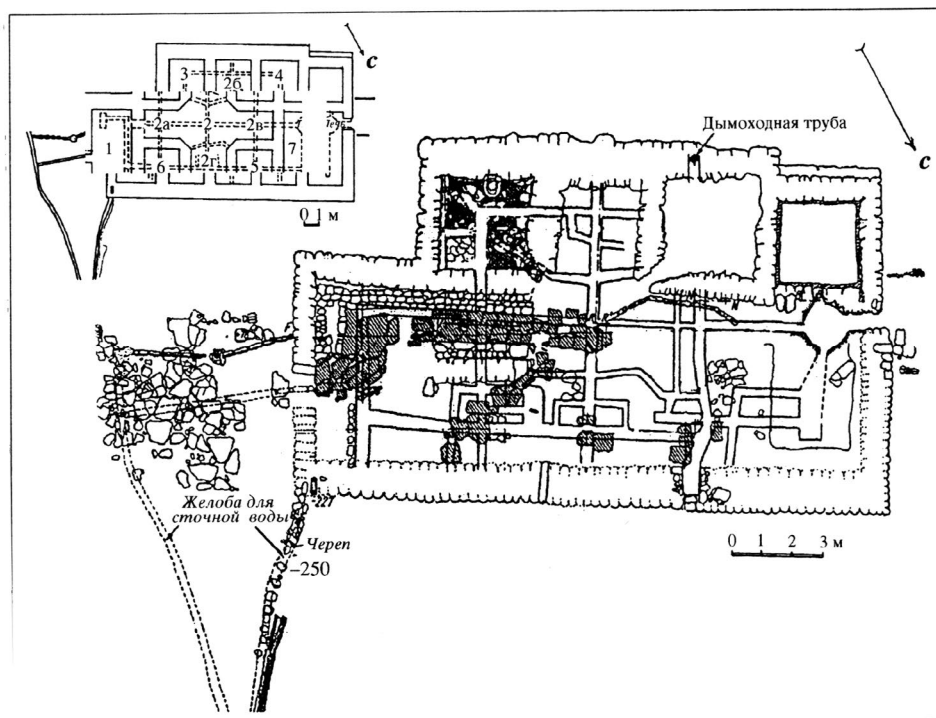 С
3
2б
4
2а
2
2в
1
2г
7
6
5
0 1 м
Дымоходная труба
С
-227
Желоба для
сточной воды
Череп
-250
0 1 2 3 м